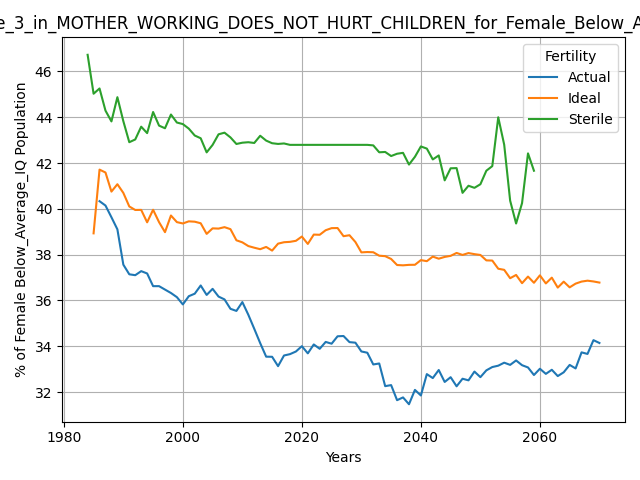 e_3_in_MOTHER_WORKING_DOES_NOT_HURT_CHILDREN_for_Female_Below_A
Fertility
Actual
Ideal
Sterile
% of Female Below_Average_IQ Population
46
44
42
40
38
36
34
32
1980
2000
2020
2040
2060
Years